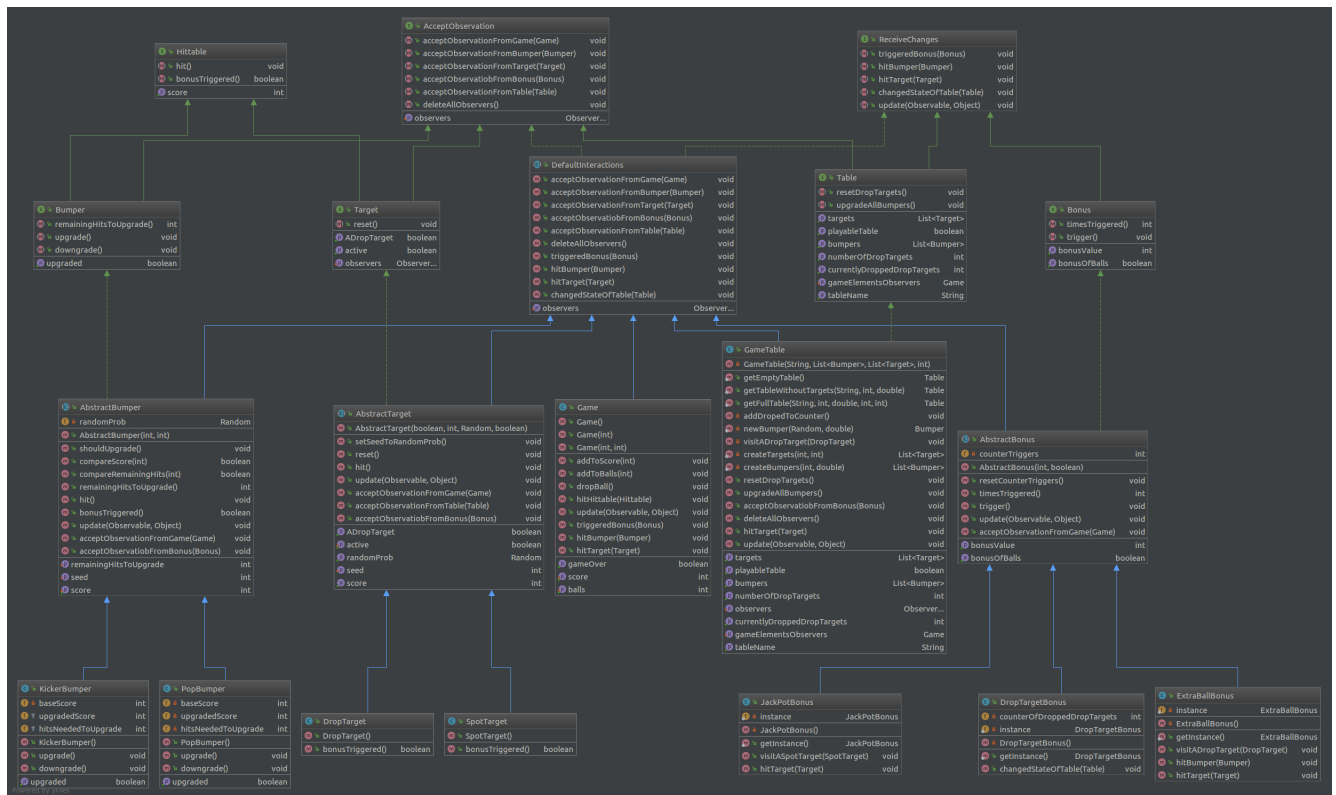 AcceptObservation
acceptObservationFromGame(Game) void
acceptObservationFromBumper(Bumper) void
acceptObservationFromTarget(Target) void
acceptObservatiobFromBonus(Bonus) void
acceptObservationFromTable(Table) void
deleteAllObservers() void
observers Observer...
ReceiveChanges
triggeredBonus(Bonus) void
hitBumper(Bumper) void
hitTarget(Target) void
changedStateOfTable(Table) void
update(Observable, Object) void
Hittable
hit() void
bonusTriggered() boolean
score int
DefaultInteractions
acceptObservationFromGame(Game) void
acceptObservationFromBumper(Bumper) void
acceptObservationFromTarget(Target) void
acceptObservatiobFromBonus(Bonus) void
acceptObservationFromTable(Table) void
deleteAllObservers() void
triggeredBonus(Bonus) void
hitBumper(Bumper) void
hitTarget(Target) void
changedStateOfTable(Table) void
observers Observer...
Table
resetDropTargets() void
upgradeAllBumpers() void
targets List<Target>
playableTable boolean
bumpers List<Bumper>
numberOfDropTargets int
currentlyDroppedDropTargets int
gameElementsObservers Game
tableName String
Bumper
remainingHitsToUpgrade() int
upgrade() void
downgrade() void
upgraded boolean
Target
reset() void
ADropTarget boolean
active boolean
observers Observer...
Bonus
timesTriggered() int
trigger() void
bonusValue int
bonusOfBalls boolean
GameTable
GameTable(String, List<Bumper>, List<Target>, int)
getEmptyTable() Table
getTableWithoutTargets(String, int, double) Table
getFullTable(String, int, double, int, int) Table
addDropedToCounter() void
newBumper(Random, double) Bumper
visitADropTarget(DropTarget) void
createTargets(int, int) List<Target>
createBumpers(int, double) List<Bumper>
resetDropTargets() void
upgradeAllBumpers() void
acceptObservatiobFromBonus(Bonus) void
deleteAllObservers() void
hitTarget(Target) void
update(Observable, Object) void
targets List<Target>
playableTable boolean
bumpers List<Bumper>
numberOfDropTargets int
observers Observer...
currentlyDroppedDropTargets int
gameElementsObservers Game
tableName String
AbstractBumper
randomProb Random
AbstractBumper(int, int)
shouldUpgrade() void
compareScore(int) boolean
compareRemainingHits(int) boolean
remainingHitsToUpgrade() int
hit() void
bonusTriggered() boolean
update(Observable, Object) void
acceptObservationFromGame(Game) void
acceptObservatiobFromBonus(Bonus) void
remainingHitsToUpgrade int
seed int
score int
AbstractTarget
AbstractTarget(boolean, int, Random, boolean)
setSeedToRandomProb() void
reset() void
hit() void
update(Observable, Object) void
acceptObservationFromGame(Game) void
acceptObservationFromTable(Table) void
acceptObservatiobFromBonus(Bonus) void
ADropTarget boolean
active boolean
randomProb Random
seed int
score int
Game
Game()
Game(int)
Game(int, int)
addToScore(int) void
addToBalls(int) void
dropBall() int
hitHittable(Hittable) void
update(Observable, Object) void
triggeredBonus(Bonus) void
hitBumper(Bumper) void
hitTarget(Target) void
gameOver boolean
score int
balls int
AbstractBonus
counterTriggers int
AbstractBonus(int, boolean)
resetCounterTriggers() void
timesTriggered() int
trigger() void
update(Observable, Object) void
acceptObservationFromGame(Game) void
bonusValue int
bonusOfBalls boolean
KickerBumper
baseScore int
upgradedScore int
hitsNeededToUpgrade int
KickerBumper()
upgrade() void
downgrade() void
upgraded boolean
PopBumper
baseScore int
upgradedScore int
hitsNeededToUpgrade int
PopBumper()
upgrade() void
downgrade() void
upgraded boolean
DropTarget
DropTarget()
bonusTriggered() boolean
SpotTarget
SpotTarget()
bonusTriggered() boolean
JackPotBonus
instance JackPotBonus
JackPotBonus()
getInstance() JackPotBonus
visitASpotTarget(SpotTarget) void
hitTarget(Target) void
DropTargetBonus
counterOfDroppedDropTargets int
instance DropTargetBonus
DropTargetBonus()
getInstance() DropTargetBonus
changedStateOfTable(Table) void
ExtraBallBonus
instance ExtraBallBonus
ExtraBallBonus()
getInstance() ExtraBallBonus
visitADropTarget(DropTarget) void
hitBumper(Bumper) void
hitTarget(Target) void
Powered by yFiles